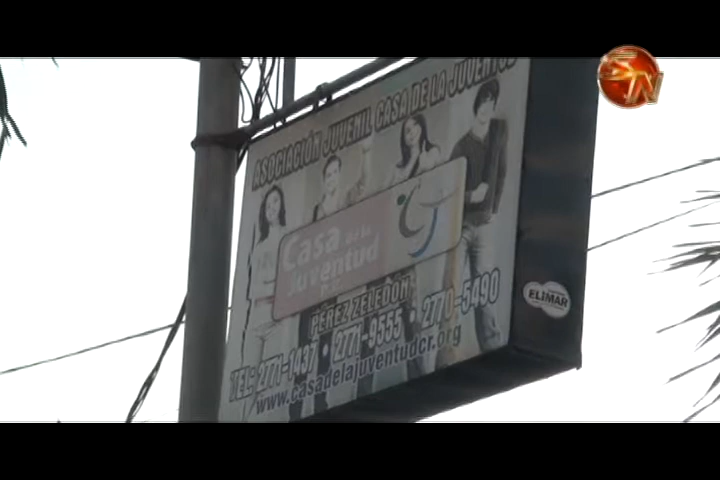 ASOCIACIÓN JUVENIL CASA DE LA JUVENTUD
Casa de la
Juventud
P.Z.
PÉREZ ZELEDÓN
TEL: 2771-1437 • 2771-9555 • 2770-5490
www.casadelajuventudcr.org
ELIMAR
TN